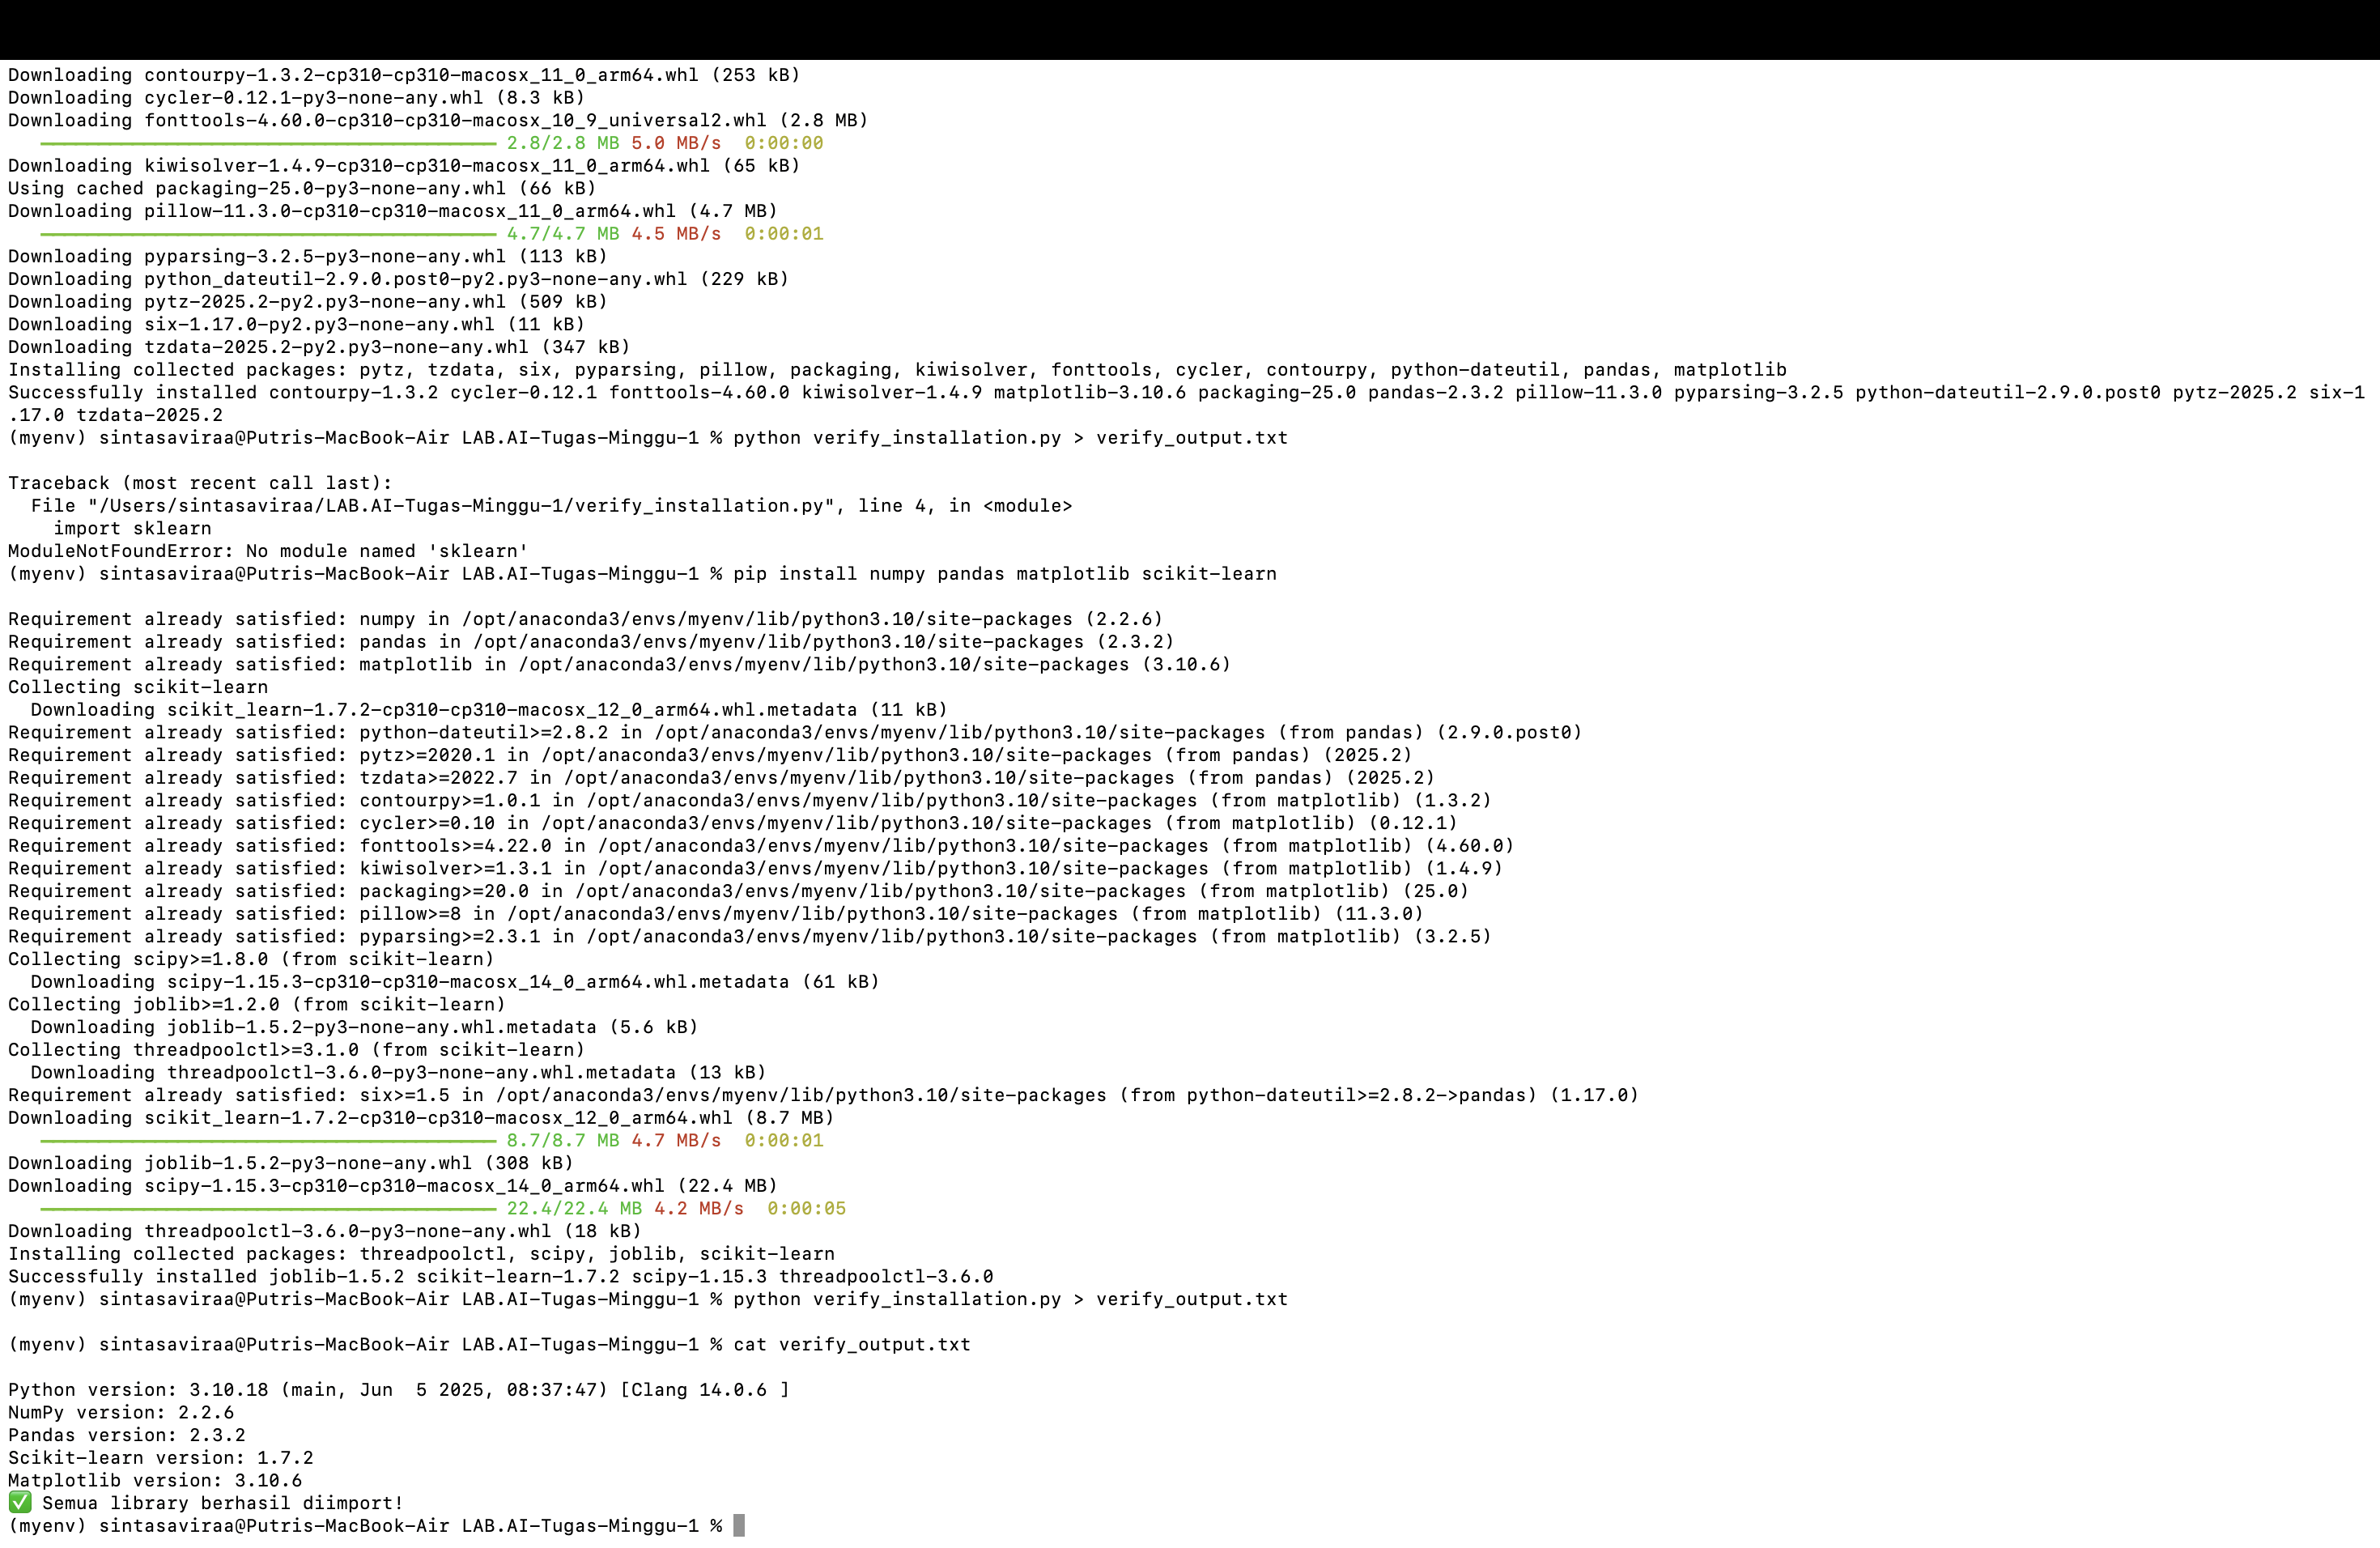 Downloading contourpy-1.3.2-cp310-cp310-macosx_11_0_arm64.whl (253 kB)
Downloading cycler-0.12.1-py3-none-any.whl (8.3 kB)
Downloading fonttools-4.60.0-cp310-cp310-macosx_10_9_universal2.whl (2.8 MB)
2.8/2.8 MB 5.0 MB/s  0:00:00
Downloading kiwisolver-1.4.9-cp310-cp310-macosx_11_0_arm64.whl (65 kB)
Using cached packaging-25.0-py3-none-any.whl (66 kB)
Downloading pillow-11.3.0-cp310-cp310-macosx_11_0_arm64.whl (4.7 MB)
4.7/4.7 MB 4.5 MB/s  0:00:01
Downloading pyparsing-3.2.5-py3-none-any.whl (113 kB)
Downloading python_dateutil-2.9.0.post0-py2.py3-none-any.whl (229 kB)
Downloading pytz-2025.2-py2.py3-none-any.whl (509 kB)
Downloading six-1.17.0-py2.py3-none-any.whl (11 kB)
Downloading tzdata-2025.2-py2.py3-none-any.whl (347 kB)
Installing collected packages: pytz, tzdata, six, pyparsing, pillow, packaging, kiwisolver, fonttools, cycler, contourpy, python-dateutil, pandas, matplotlib
Successfully installed contourpy-1.3.2 cycler-0.12.1 fonttools-4.60.0 kiwisolver-1.4.9 matplotlib-3.10.6 packaging-25.0 pandas-2.3.2 pillow-11.3.0 pyparsing-3.2.5 python-dateutil-2.9.0.post0 pytz-2025.2 six-1
.17.0 tzdata-2025.2
(myenv) sintasaviraa@Putris-MacBook-Air LAB.AI-Tugas-Minggu-1 % python verify_installation.py > verify_output.txt
Traceback (most recent call last):
  File "/Users/sintasaviraa/LAB.AI-Tugas-Minggu-1/verify_installation.py", line 4, in <module>
    import sklearn
ModuleNotFoundError: No module named 'sklearn'
(myenv) sintasaviraa@Putris-MacBook-Air LAB.AI-Tugas-Minggu-1 % pip install numpy pandas matplotlib scikit-learn
Requirement already satisfied: numpy in /opt/anaconda3/envs/myenv/lib/python3.10/site-packages (2.2.6)
Requirement already satisfied: pandas in /opt/anaconda3/envs/myenv/lib/python3.10/site-packages (2.3.2)
Requirement already satisfied: matplotlib in /opt/anaconda3/envs/myenv/lib/python3.10/site-packages (3.10.6)
Collecting scikit-learn
  Downloading scikit_learn-1.7.2-cp310-cp310-macosx_12_0_arm64.whl.metadata (11 kB)
Requirement already satisfied: python-dateutil>=2.8.2 in /opt/anaconda3/envs/myenv/lib/python3.10/site-packages (from pandas) (2.9.0.post0)
Requirement already satisfied: pytz>=2020.1 in /opt/anaconda3/envs/myenv/lib/python3.10/site-packages (from pandas) (2025.2)
Requirement already satisfied: tzdata>=2022.7 in /opt/anaconda3/envs/myenv/lib/python3.10/site-packages (from pandas) (2025.2)
Requirement already satisfied: contourpy>=1.0.1 in /opt/anaconda3/envs/myenv/lib/python3.10/site-packages (from matplotlib) (1.3.2)
Requirement already satisfied: cycler>=0.10 in /opt/anaconda3/envs/myenv/lib/python3.10/site-packages (from matplotlib) (0.12.1)
Requirement already satisfied: fonttools>=4.22.0 in /opt/anaconda3/envs/myenv/lib/python3.10/site-packages (from matplotlib) (4.60.0)
Requirement already satisfied: kiwisolver>=1.3.1 in /opt/anaconda3/envs/myenv/lib/python3.10/site-packages (from matplotlib) (1.4.9)
Requirement already satisfied: packaging>=20.0 in /opt/anaconda3/envs/myenv/lib/python3.10/site-packages (from matplotlib) (25.0)
Requirement already satisfied: pillow>=8 in /opt/anaconda3/envs/myenv/lib/python3.10/site-packages (from matplotlib) (11.3.0)
Requirement already satisfied: pyparsing>=2.3.1 in /opt/anaconda3/envs/myenv/lib/python3.10/site-packages (from matplotlib) (3.2.5)
Collecting scipy>=1.8.0 (from scikit-learn)
  Downloading scipy-1.15.3-cp310-cp310-macosx_14_0_arm64.whl.metadata (61 kB)
Collecting joblib>=1.2.0 (from scikit-learn)
  Downloading joblib-1.5.2-py3-none-any.whl.metadata (5.6 kB)
Collecting threadpoolctl>=3.1.0 (from scikit-learn)
  Downloading threadpoolctl-3.6.0-py3-none-any.whl.metadata (13 kB)
Requirement already satisfied: six>=1.5 in /opt/anaconda3/envs/myenv/lib/python3.10/site-packages (from python-dateutil>=2.8.2->pandas) (1.17.0)
Downloading scikit_learn-1.7.2-cp310-cp310-macosx_12_0_arm64.whl (8.7 MB)
8.7/8.7 MB 4.7 MB/s  0:00:01
Downloading joblib-1.5.2-py3-none-any.whl (308 kB)
Downloading scipy-1.15.3-cp310-cp310-macosx_14_0_arm64.whl (22.4 MB)
22.4/22.4 MB 4.2 MB/s  0:00:05
Downloading threadpoolctl-3.6.0-py3-none-any.whl (18 kB)
Installing collected packages: threadpoolctl, scipy, joblib, scikit-learn
Successfully installed joblib-1.5.2 scikit-learn-1.7.2 scipy-1.15.3 threadpoolctl-3.6.0
(myenv) sintasaviraa@Putris-MacBook-Air LAB.AI-Tugas-Minggu-1 % python verify_installation.py > verify_output.txt
(myenv) sintasaviraa@Putris-MacBook-Air LAB.AI-Tugas-Minggu-1 % cat verify_output.txt
Python version: 3.10.18 (main, Jun  5 2025, 08:37:47) [Clang 14.0.6 ]
NumPy version: 2.2.6
Pandas version: 2.3.2
Scikit-learn version: 1.7.2
Matplotlib version: 3.10.6
✅ Semua library berhasil diimport!
(myenv) sintasaviraa@Putris-MacBook-Air LAB.AI-Tugas-Minggu-1 %